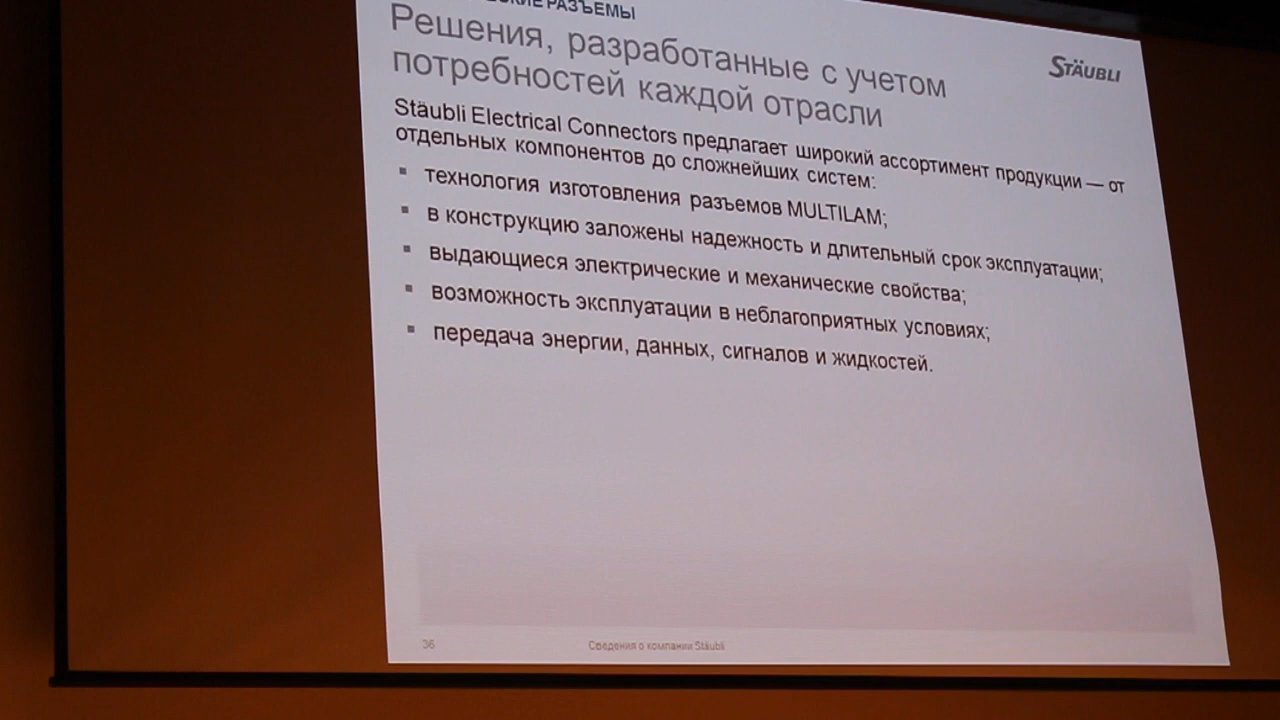 РАЗЪЕМЫ
STÄUBLI
Решения, разработанные с учетом
потребностей каждой отрасли
Stäubli Electrical Connectors предлагает широкий ассортимент продукции — от
отдельных компонентов до сложнейших систем:
▪ технология изготовления разъемов MULTILAM;
▪ в конструкцию заложены надежность и длительный срок эксплуатации;
▪ выдающиеся электрические и механические свойства;
▪ возможность эксплуатации в неблагоприятных условиях;
▪ передача энергии, данных, сигналов и жидкостей.
36 Сведения о компании Stäubli